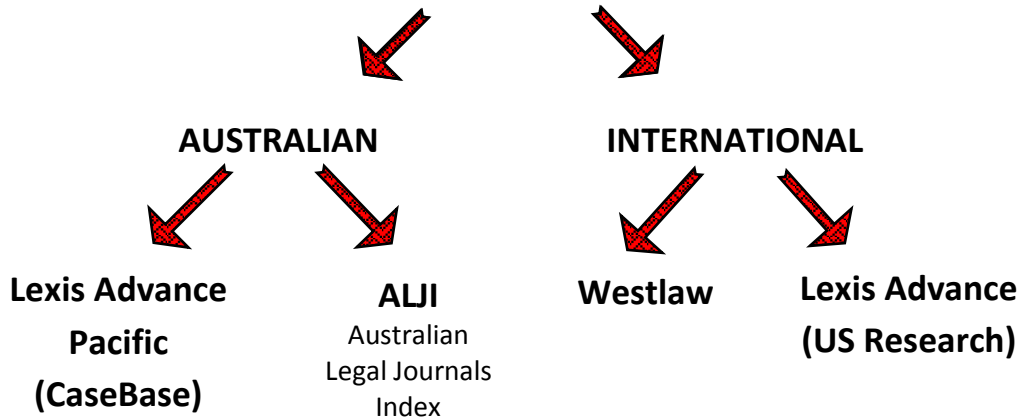 AUSTRALIAN
INTERNATIONAL
Lexis Advance
Pacific
(CaseBase)
ALJI
Australian
Legal Journals
Index
Westlaw
Lexis Advance
(US Research)